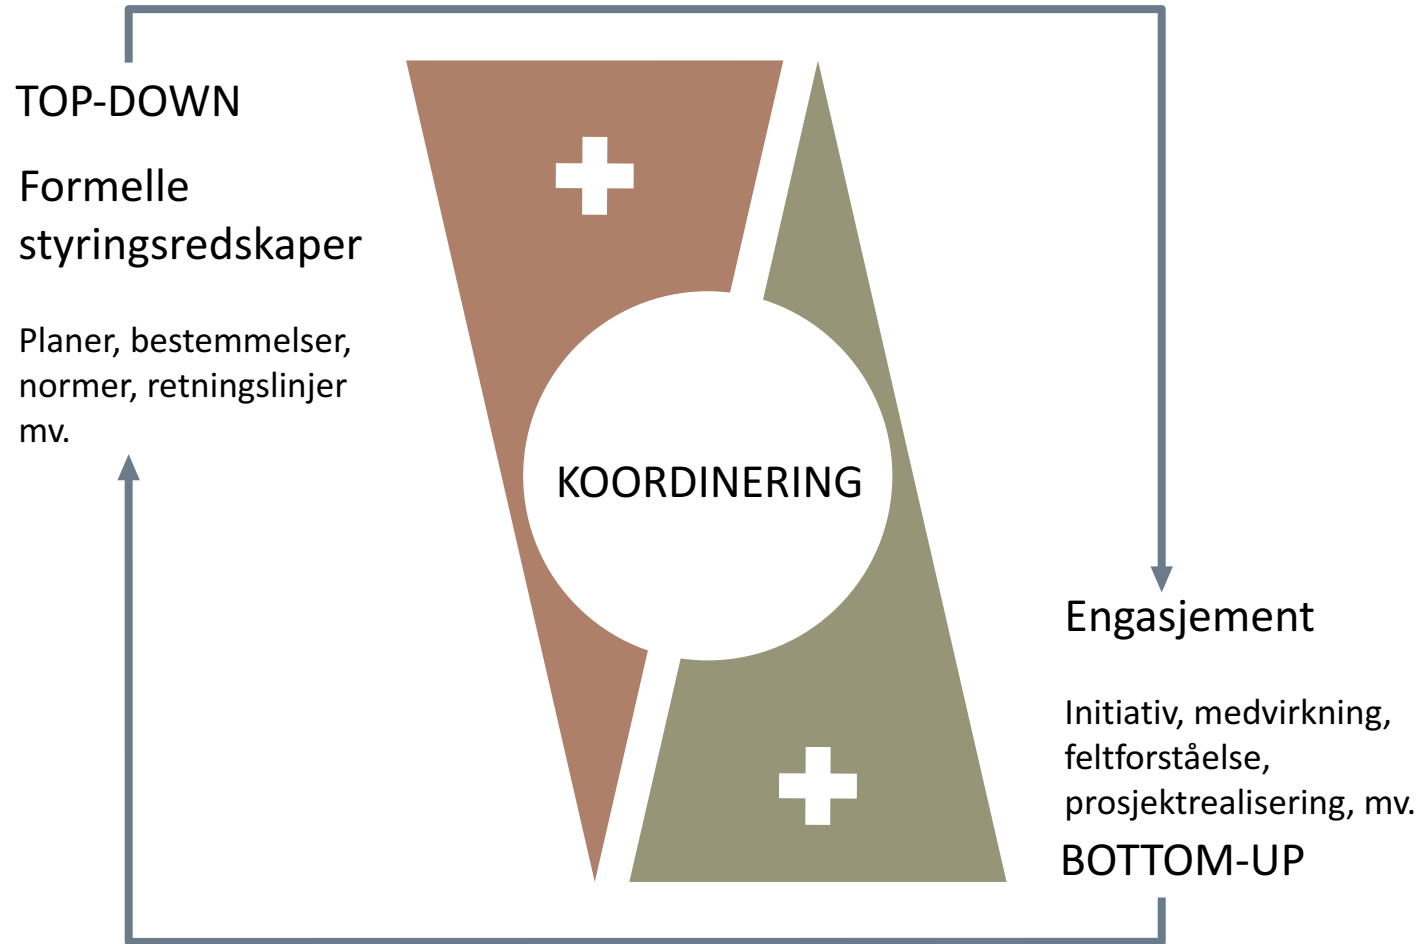 TOP-DOWN
Formelle
styringsredskaper
Planer, bestemmelser,
normer, retningslinjer
mv.
KOORDINERING
Engasjement
Initiativ, medvirkning,
feltforståelse,
prosjektrealisering, mv.
BOTTOM-UP